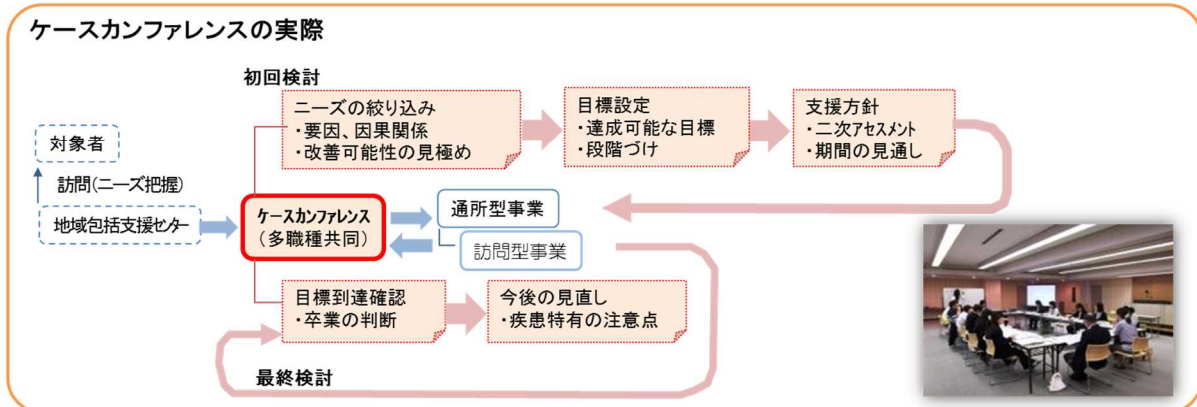 ケースカンファレンスの実際
初回検討
ニーズの絞り込み
・要因、因果関係
・改善可能性の見極め
目標設定
・達成可能な目標
・段階づけ
支援方針
・二次アセスメント
・期間の見通し
対象者
訪問(ニーズ把握)
地域包括支援センター
ケースカンファレンス
(多職種共同)
通所型事業
訪問型事業
目標到達確認
・卒業の判断
今後の見直し
・疾患特有の注意点
最終検討